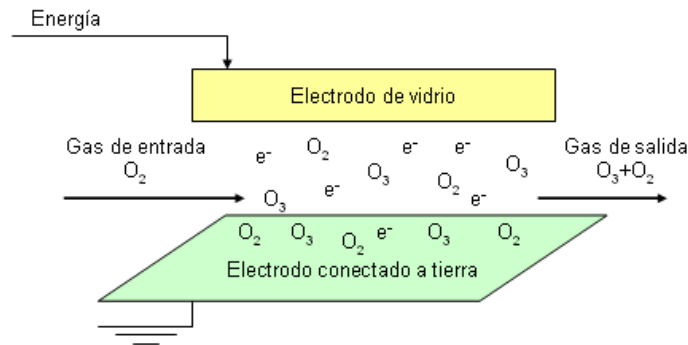 Energía
Electrodo de vidrio
Gas de entrada
O₂
Gas de salida
O₃+O₂
e⁻ O₂ e⁻ e⁻
O₃ O₂ O₃
O₃ e⁻ e⁻
O₂ O₃ O₂ e⁻ O₃ O₂
Electrodo conectado a tierra